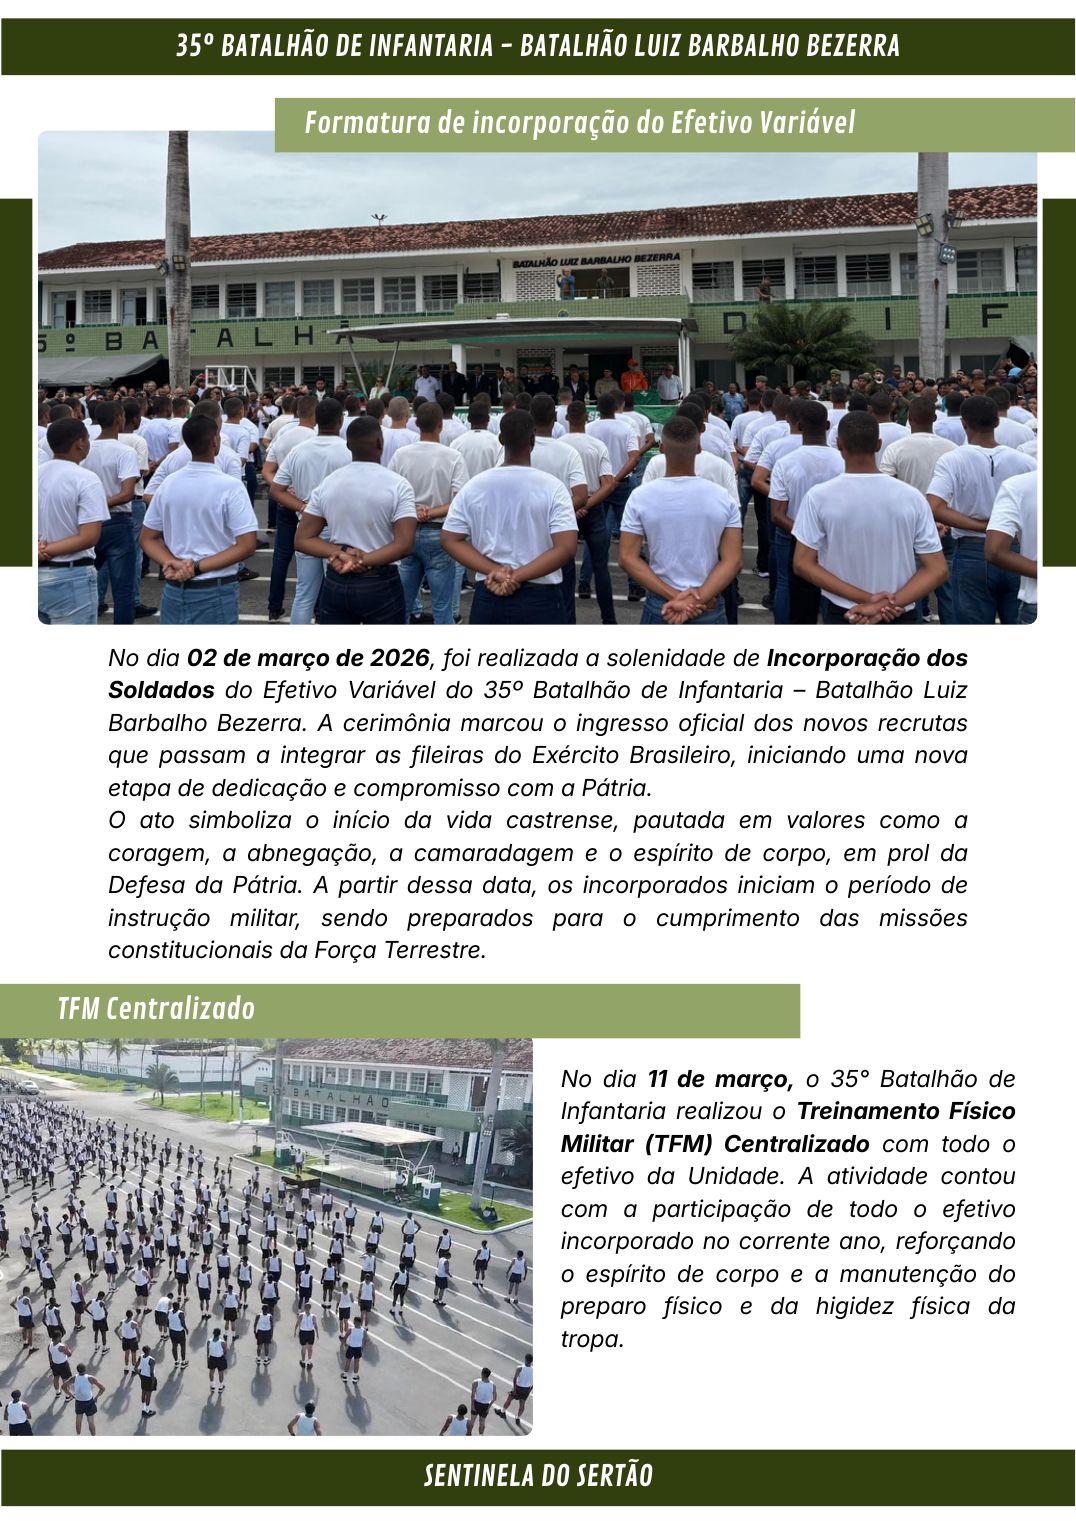 35º BATALHÃO DE INFANTARIA - BATALHÃO LUIZ BARBALHO BEZERRA
Formatura de incorporação do Efetivo Variável
BATALHÃO LUIZ BARBALHO BEZERRA
5º BATALHÃO D I F
No dia 02 de março de 2026, foi realizada a solenidade de Incorporação dos
Soldados do Efetivo Variável do 35º Batalhão de Infantaria – Batalhão Luiz
Barbalho Bezerra. A cerimônia marcou o ingresso oficial dos novos recrutas
que passam a integrar as fileiras do Exército Brasileiro, iniciando uma nova
etapa de dedicação e compromisso com a Pátria.
O ato simboliza o início da vida castrense, pautada em valores como a
coragem, a abnegação, a camaradagem e o espírito de corpo, em prol da
Defesa da Pátria. A partir dessa data, os incorporados iniciam o período de
instrução militar, sendo preparados para o cumprimento das missões
constitucionais da Força Terrestre.
TFM Centralizado
BATALHÃO
No dia 11 de março, o 35° Batalhão de
Infantaria realizou o Treinamento Físico
Militar (TFM) Centralizado com todo o
efetivo da Unidade. A atividade contou
com a participação de todo o efetivo
incorporado no corrente ano, reforçando
o espírito de corpo e a manutenção do
preparo físico e da higidez física da
tropa.
SENTINELA DO SERTÃO